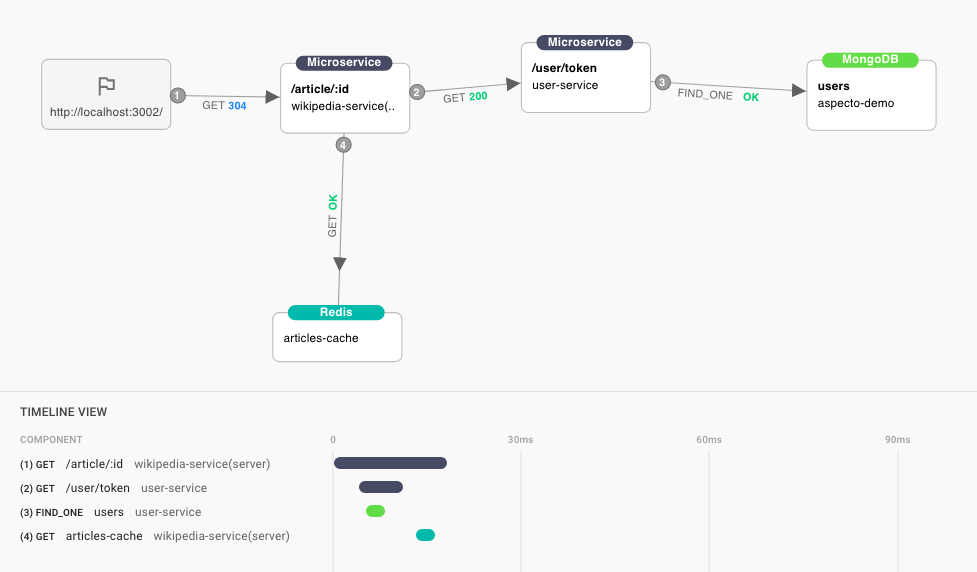 Microservice
/user/token
user-service
MongoDB
users
aspecto-demo
Microservice
/article/:id
wikipedia-service(..
http://localhost:3002/
1
GET 304
2
GET 200
3
FIND_ONE OK
4
GET OK
Redis
articles-cache
TIMELINE VIEW
COMPONENT 0 30ms 60ms 90ms
(1) GET /article/:id wikipedia-service(server)
(2) GET /user/token user-service
(3) FIND_ONE users user-service
(4) GET articles-cache wikipedia-service(server)